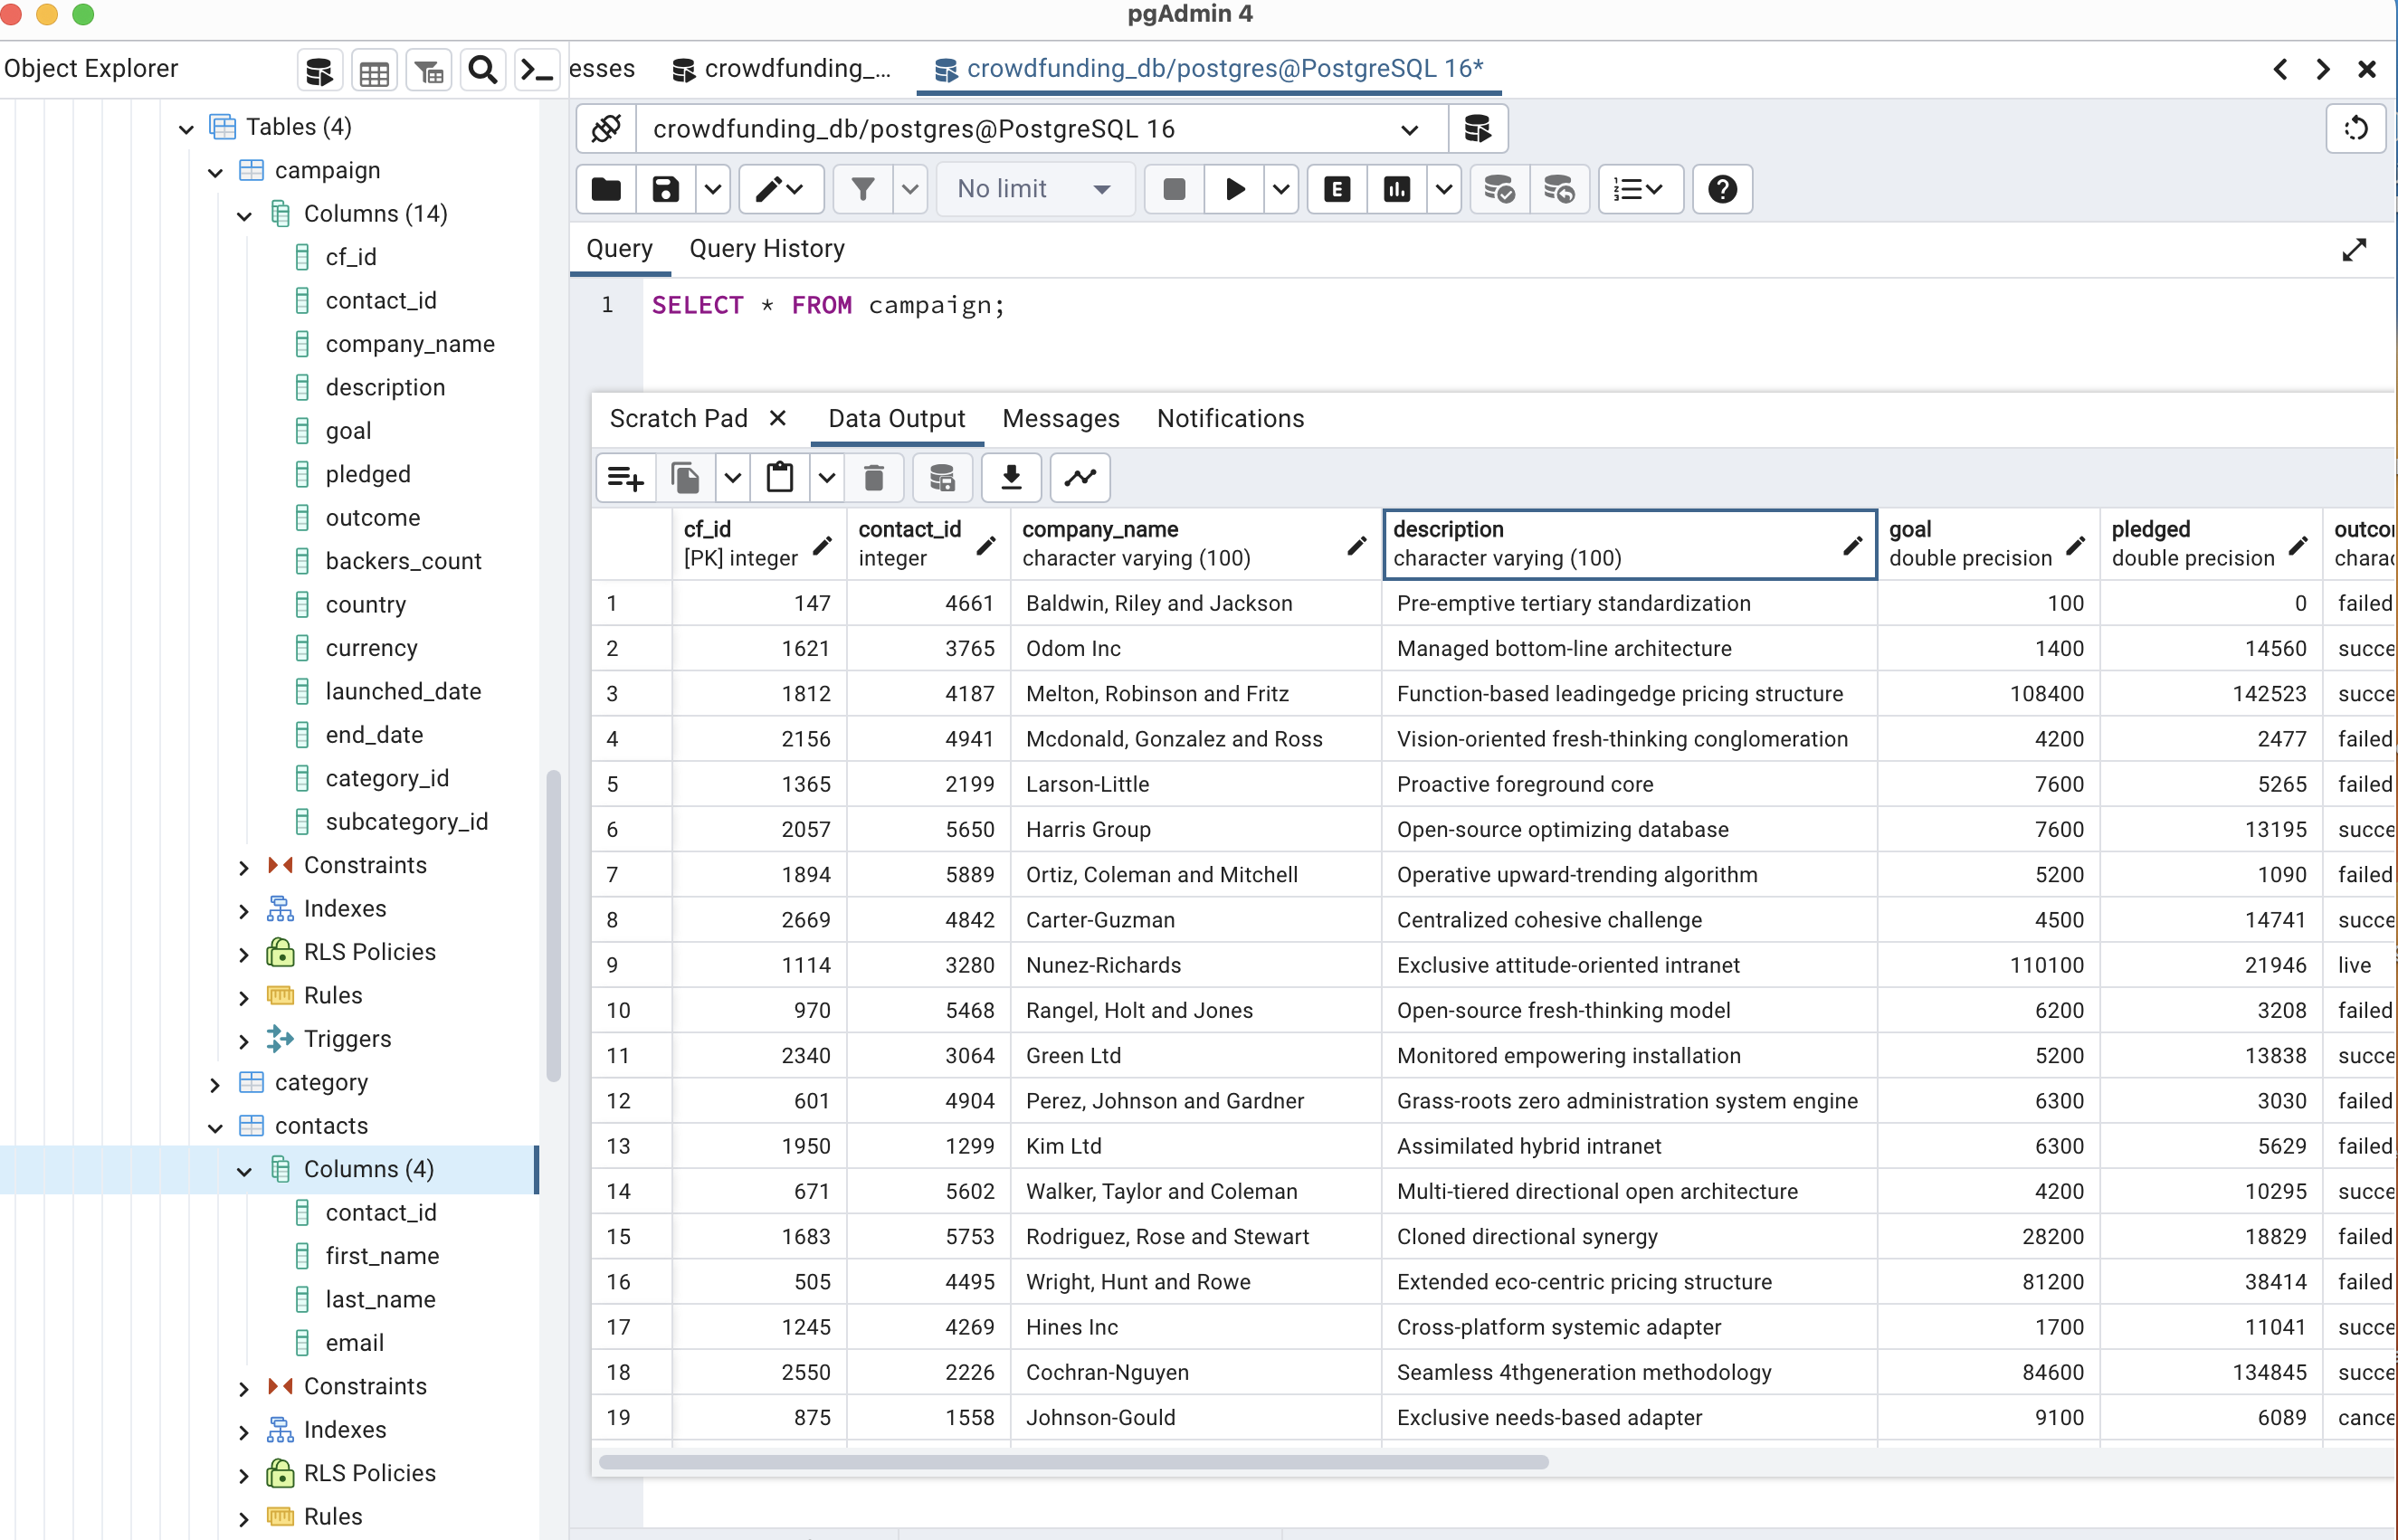 pgAdmin 4
Object Explorer
esses
crowdfunding_...
crowdfunding_db/postgres@PostgreSQL 16*
Tables (4)
campaign
Columns (14)
cf_id
contact_id
company_name
description
goal
pledged
outcome
backers_count
country
currency
launched_date
end_date
category_id
subcategory_id
Constraints
Indexes
RLS Policies
Rules
Triggers
category
contacts
Columns (4)
contact_id
first_name
last_name
email
Constraints
Indexes
RLS Policies
Rules
crowdfunding_db/postgres@PostgreSQL 16
No limit
E
Query Query History
1 SELECT * FROM campaign;
Scratch Pad Data Output Messages Notifications
cf_id contact_id company_name description goal pledged outco
[PK] integer integer character varying (100) character varying (100) double precision double precision charac
1 147 4661 Baldwin, Riley and Jackson Pre-emptive tertiary standardization 100 0 failed
2 1621 3765 Odom Inc Managed bottom-line architecture 1400 14560 succe
3 1812 4187 Melton, Robinson and Fritz Function-based leadingedge pricing structure 108400 142523 succe
4 2156 4941 Mcdonald, Gonzalez and Ross Vision-oriented fresh-thinking conglomeration 4200 2477 failed
5 1365 2199 Larson-Little Proactive foreground core 7600 5265 failed
6 2057 5650 Harris Group Open-source optimizing database 7600 13195 succe
7 1894 5889 Ortiz, Coleman and Mitchell Operative upward-trending algorithm 5200 1090 failed
8 2669 4842 Carter-Guzman Centralized cohesive challenge 4500 14741 succe
9 1114 3280 Nunez-Richards Exclusive attitude-oriented intranet 110100 21946 live
10 970 5468 Rangel, Holt and Jones Open-source fresh-thinking model 6200 3208 failed
11 2340 3064 Green Ltd Monitored empowering installation 5200 13838 succe
12 601 4904 Perez, Johnson and Gardner Grass-roots zero administration system engine 6300 3030 failed
13 1950 1299 Kim Ltd Assimilated hybrid intranet 6300 5629 failed
14 671 5602 Walker, Taylor and Coleman Multi-tiered directional open architecture 4200 10295 succe
15 1683 5753 Rodriguez, Rose and Stewart Cloned directional synergy 28200 18829 failed
16 505 4495 Wright, Hunt and Rowe Extended eco-centric pricing structure 81200 38414 failed
17 1245 4269 Hines Inc Cross-platform systemic adapter 1700 11041 succe
18 2550 2226 Cochran-Nguyen Seamless 4thgeneration methodology 84600 134845 succe
19 875 1558 Johnson-Gould Exclusive needs-based adapter 9100 6089 cance